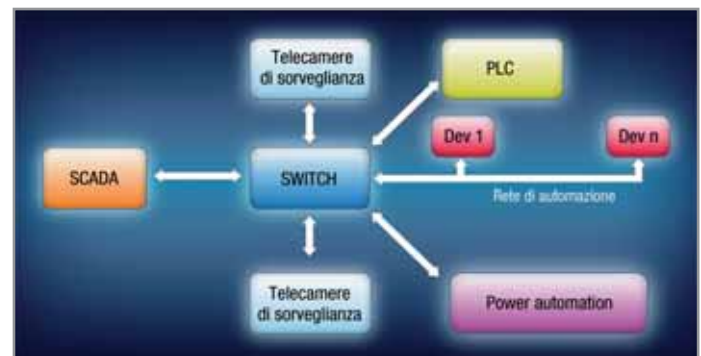 Telecamere
di sorveglianza
PLC
Dev 1
Dev n
SCADA
SWITCH
Rete di automazione
Telecamere
di sorveglianza
Power automation